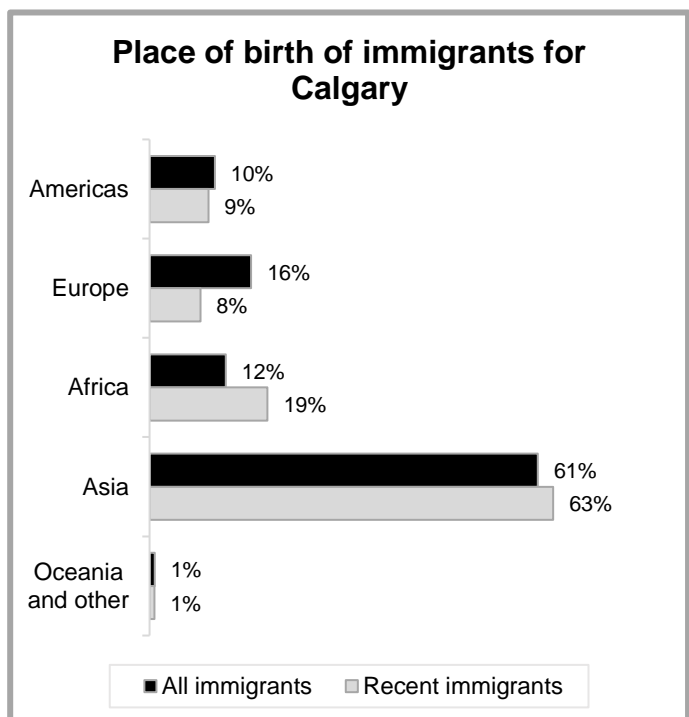 Place of birth of immigrants for
Calgary
Americas
10%
9%
Europe
16%
8%
Africa
12%
19%
Asia
61%
63%
Oceania
and other
1%
1%
All immigrants
Recent immigrants